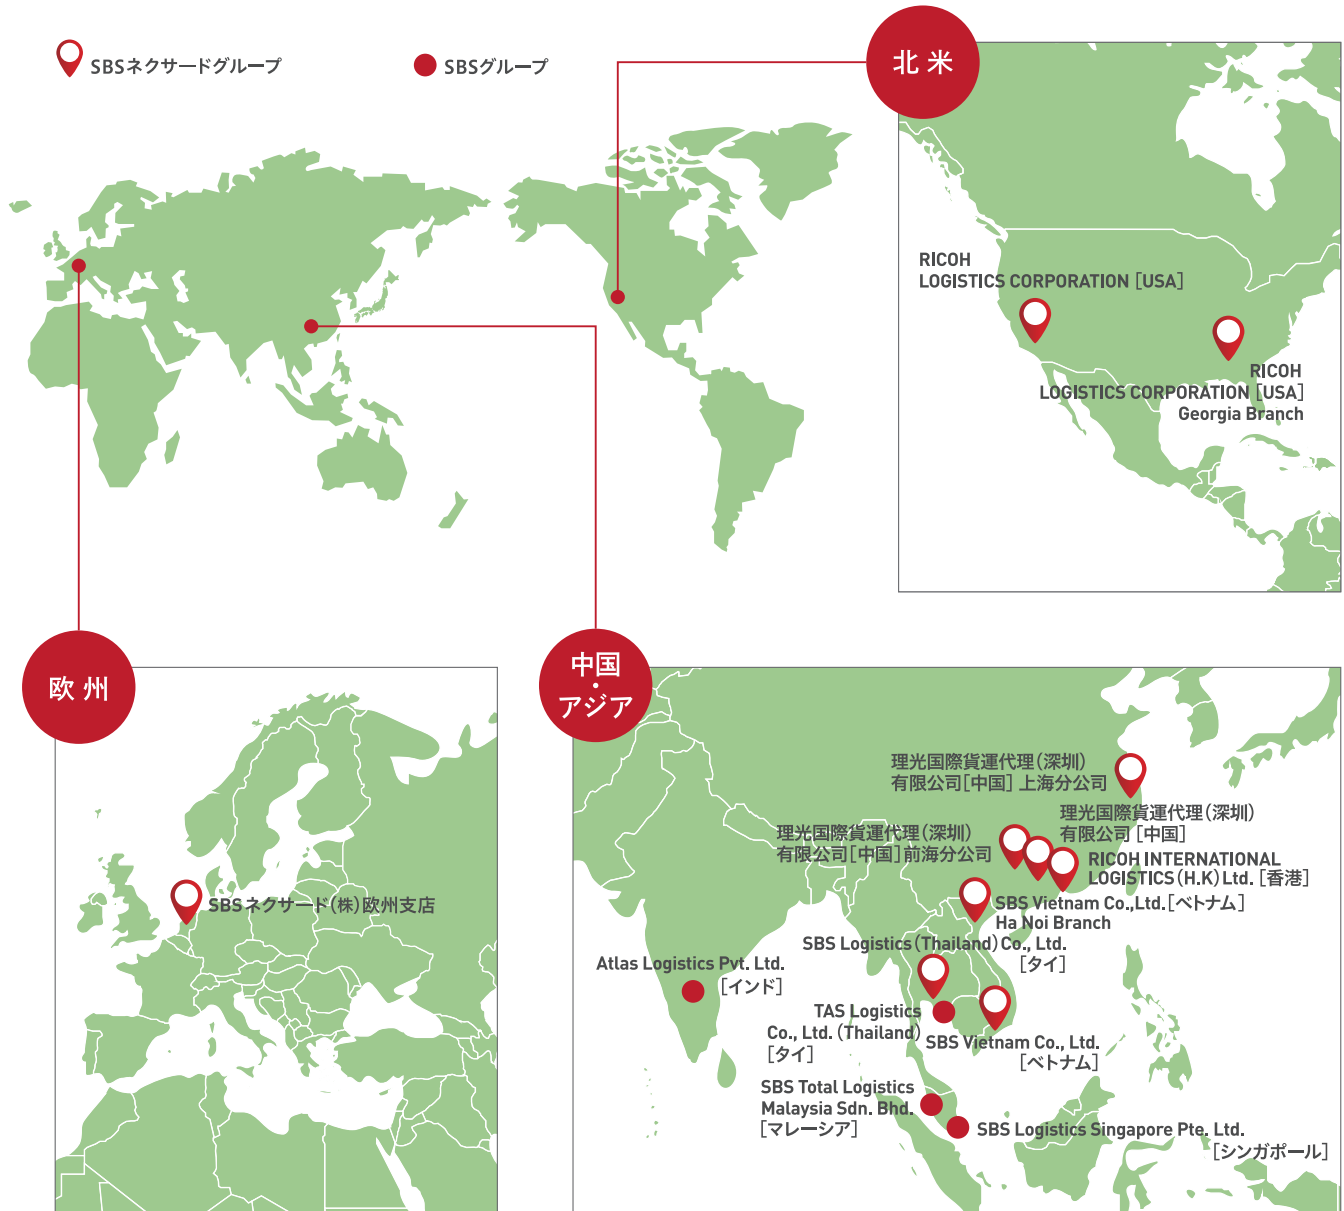 SBSネクサードグループ
SBSグループ
北 米
RICOH
LOGISTICS CORPORATION [USA]
RICOH
LOGISTICS CORPORATION [USA]
Georgia Branch
欧 州
SBSネクサード(株)欧州支店
中国
・
アジア
理光国際貨運代理(深圳)
有限公司[中国] 上海分公司
理光国際貨運代理(深圳)
有限公司 [中国]
理光国際貨運代理(深圳)
有限公司[中国]前海分公司
RICOH INTERNATIONAL
LOGISTICS(H.K)Ltd. [香港]
SBS Vietnam Co.,Ltd.[ベトナム]
Ha Noi Branch
SBS Logistics(Thailand)Co., Ltd.
[タイ]
Atlas Logistics Pvt. Ltd.
[インド]
TAS Logistics
Co., Ltd. (Thailand)
[タイ]
SBS Vietnam Co., Ltd.
[ベトナム]
SBS Total Logistics
Malaysia Sdn. Bhd.
[マレーシア]
SBS Logistics Singapore Pte. Ltd.
[シンガポール]